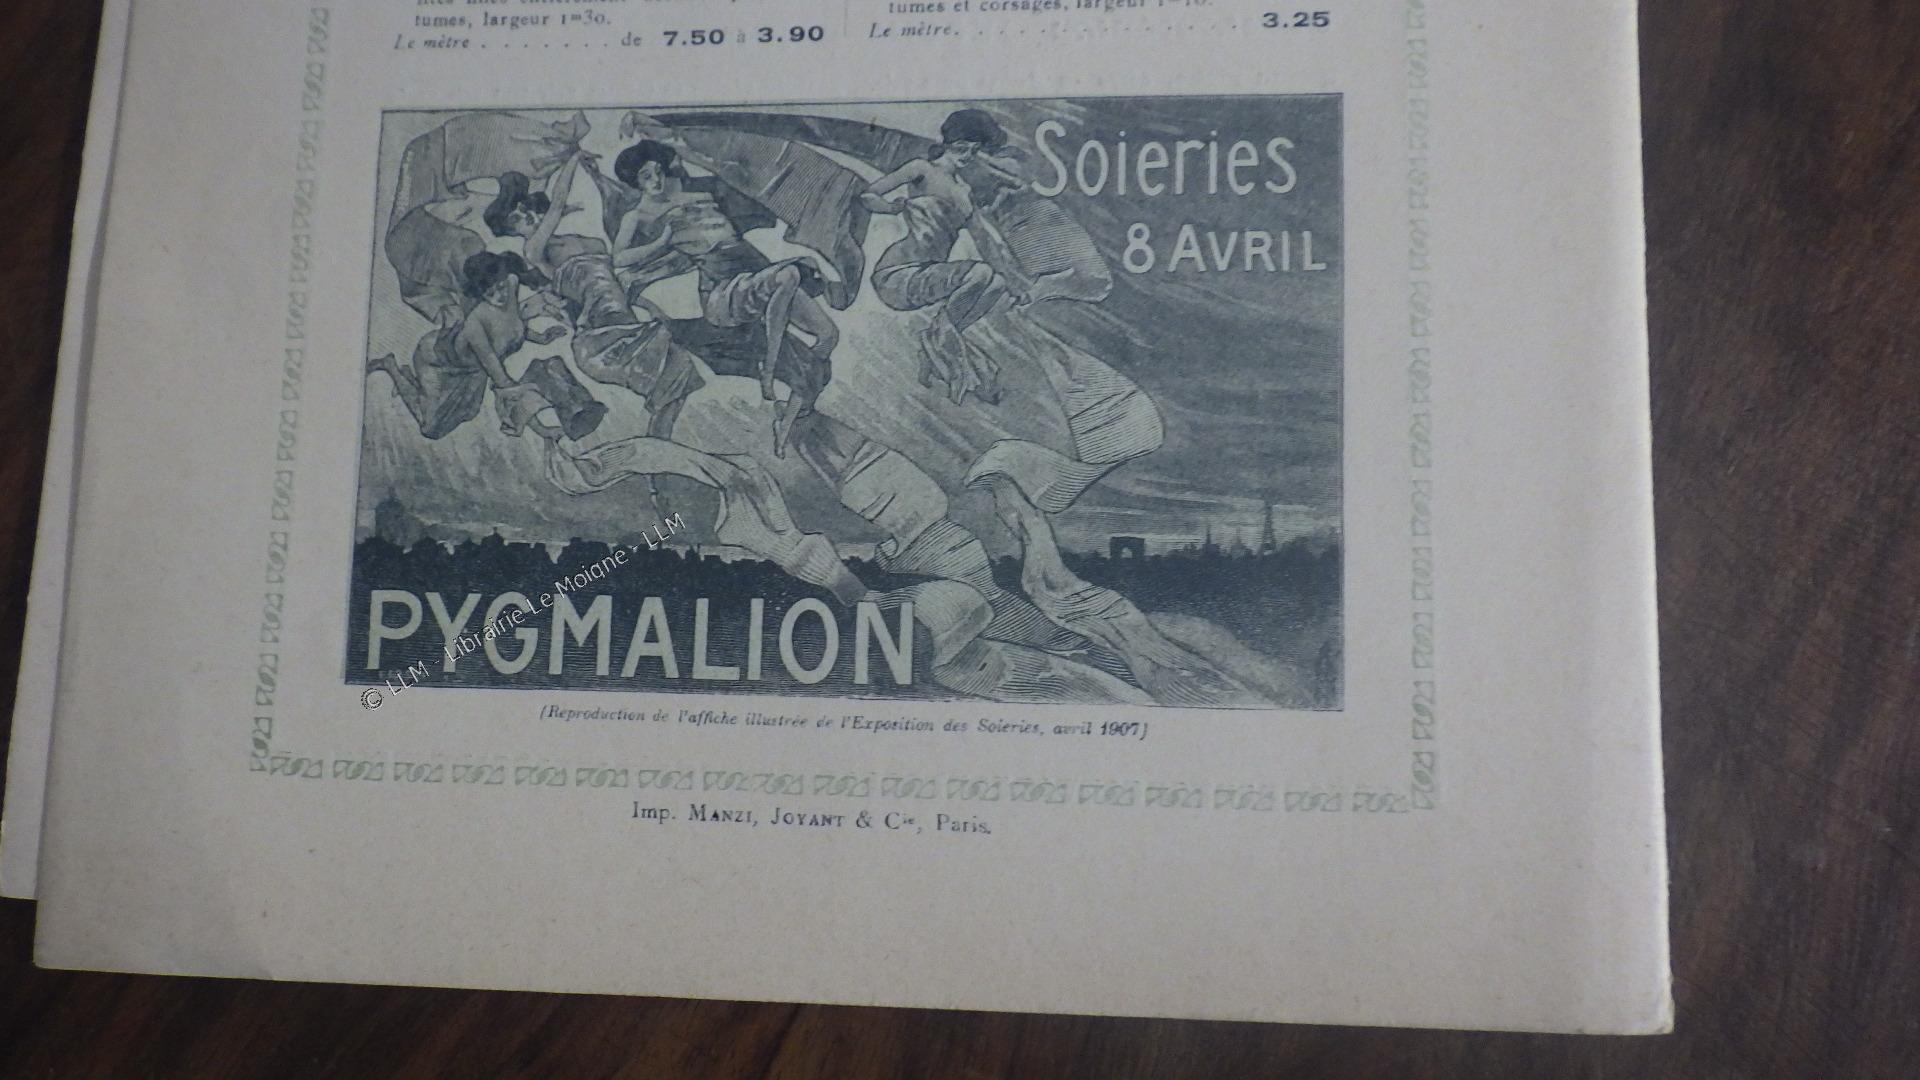 tumes, largeur 1ᵐ30.
Le mètre . . . . . . . de 7.50 à 3.90
tumes et corsages, largeur
Le mètre. . . . . . . . . . . . . . 3.25
Soieries
8 AVRIL
PYGMALION
© LLM - Librairie Le Moigne - LLM
(Reproduction de l'affiche illustrée de l'Exposition des Soieries, avril 1907)
Imp. MANZI, JOYANT & Cⁱᵉ, Paris.